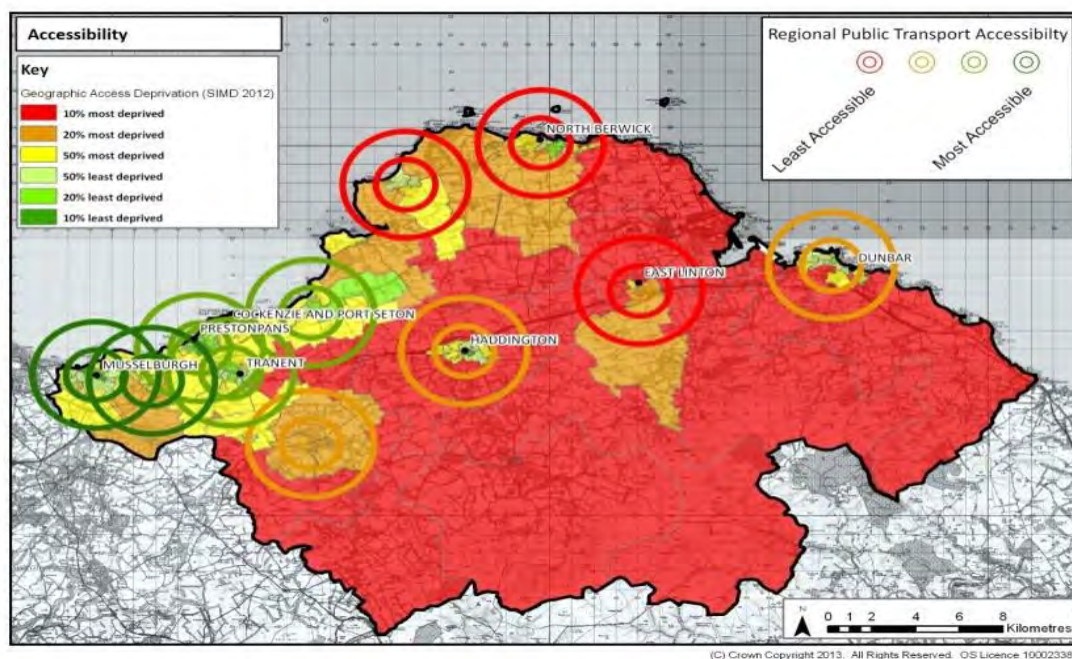 Accessibility
Key
Geographic Access Deprivation (SIMD 2012)
10% most deprived
20% most deprived
50% most deprived
50% least deprived
20% least deprived
10% least deprived
Regional Public Transport Accessibilty
Least Accessible
Most Accessible
NORTH BERWICK
EAST LINTON
DUNBAR
COCKENZIE AND PORT SETON
PRESTONPANS
HADDINGTON
MUSSELBURGH
TRANENT
N
0 1 2 4 6 8
Kilometres
(C) Crown Copyright 2013. All Rights Reserved. OS Licence 10002338